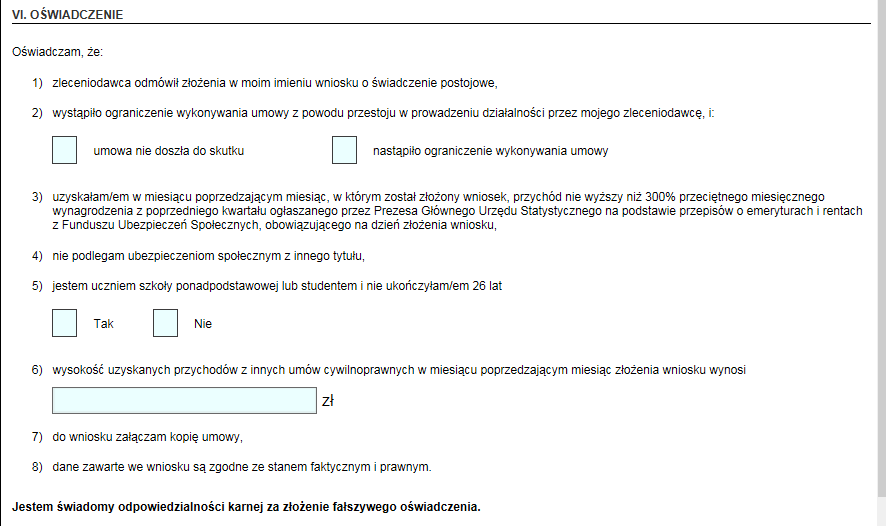 VI. OŚWIADCZENIE
Oświadczam, że:
1) zleceniodawca odmówił złożenia w moim imieniu wniosku o świadczenie postojowe,
2) wystąpiło ograniczenie wykonywania umowy z powodu przestoju w prowadzeniu działalności przez mojego zleceniodawcę, i:
umowa nie doszła do skutku nastąpiło ograniczenie wykonywania umowy
3) uzyskałam/em w miesiącu poprzedzającym miesiąc, w którym został złożony wniosek, przychód nie wyższy niż 300% przeciętnego miesięcznego
wynagrodzenia z poprzedniego kwartału ogłaszanego przez Prezesa Głównego Urzędu Statystycznego na podstawie przepisów o emeryturach i rentach
z Funduszu Ubezpieczeń Społecznych, obowiązującego na dzień złożenia wniosku,
4) nie podlegam ubezpieczeniom społecznym z innego tytułu,
5) jestem uczniem szkoły ponadpodstawowej lub studentem i nie ukończyłam/em 26 lat
Tak Nie
6) wysokość uzyskanych przychodów z innych umów cywilnoprawnych w miesiącu poprzedzającym miesiąc złożenia wniosku wynosi
zł
7) do wniosku załączam kopię umowy,
8) dane zawarte we wniosku są zgodne ze stanem faktycznym i prawnym.
Jestem świadomy odpowiedzialności karnej za złożenie fałszywego oświadczenia.